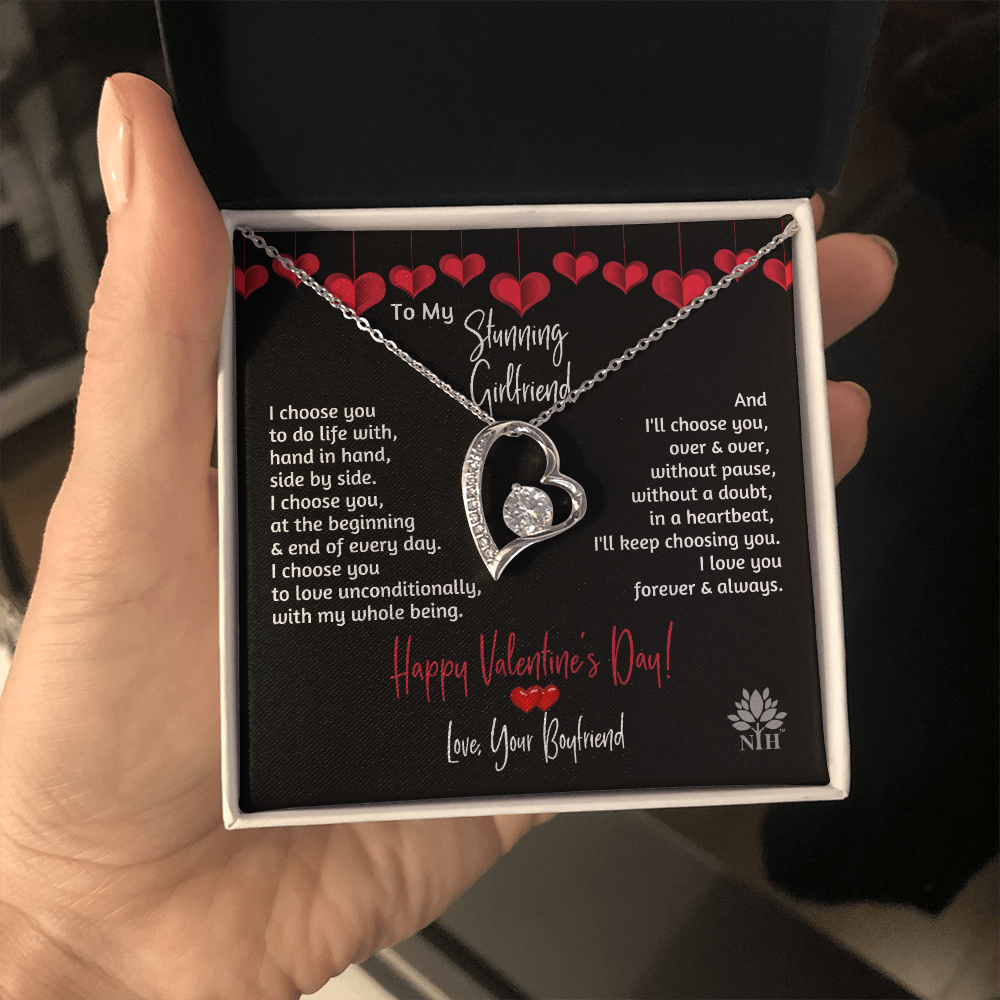 To My
Stunning
Girlfriend
I choose you
to do life with,
hand in hand,
side by side.
I choose you,
at the beginning
& end of every day.
I choose you
to love unconditionally,
with my whole being.
And
I'll choose you,
over & over,
without pause,
without a doubt,
in a heartbeat,
I'll keep choosing you.
I love you
forever & always.
Happy Valentine's Day!
Love, Your Boyfriend
NTH™